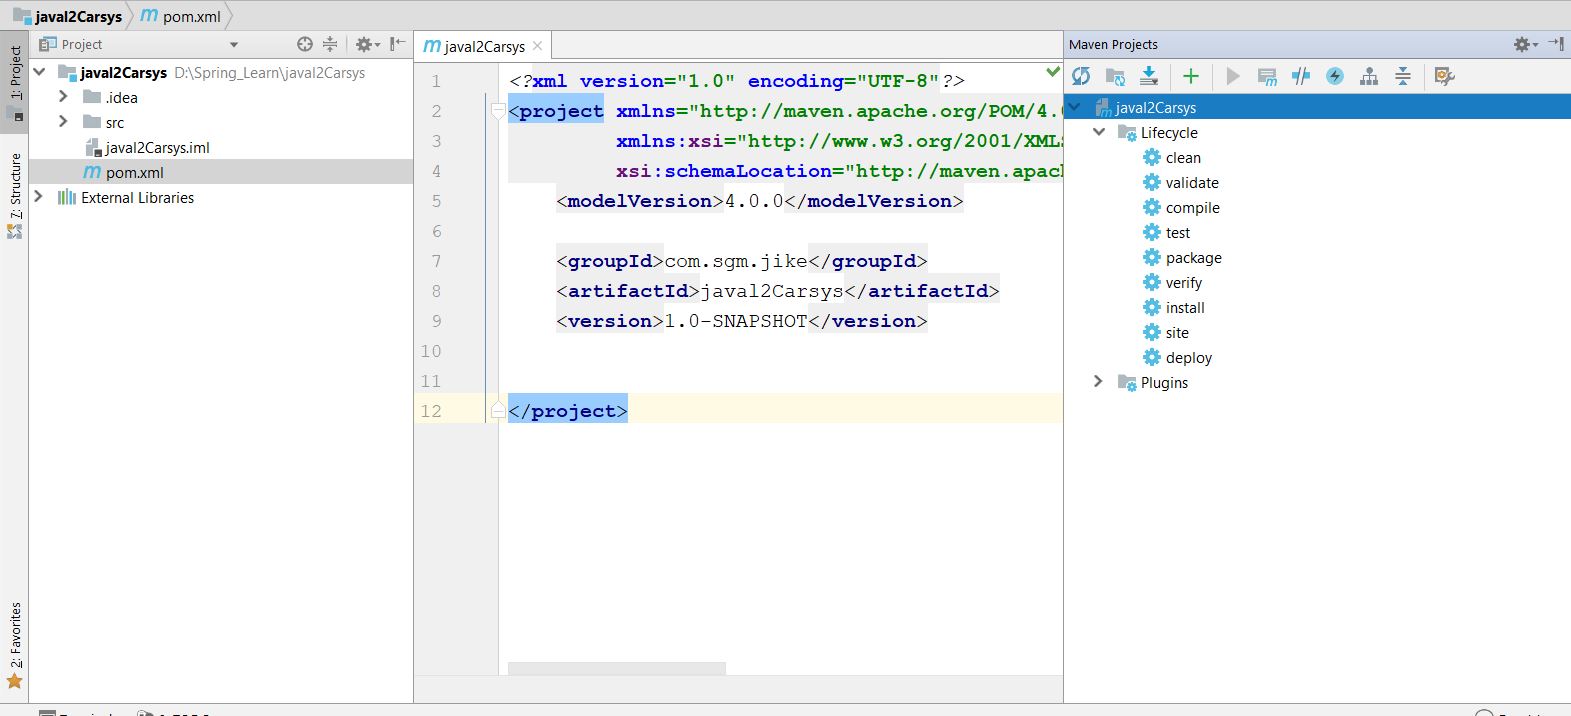 javal2Carsys
pom.xml
1: Project
7: Structure
2: Favorites
Project
javal2Carsys D:\Spring_Learn\javal2Carsys
.idea
src
javal2Carsys.iml
pom.xml
External Libraries
javal2Carsys
1 <?xml version="1.0" encoding="UTF-8"?>
2 <project xmlns="http://maven.apache.org/POM/4.
3 xmlns:xsi="http://www.w3.org/2001/XML
4 xsi:schemaLocation="http://maven.apac
5 <modelVersion>4.0.0</modelVersion>
6
7 <groupId>com.sgm.jike</groupId>
8 <artifactId>javal2Carsys</artifactId>
9 <version>1.0-SNAPSHOT</version>
10
11
12 </project>
Maven Projects
javal2Carsys
Lifecycle
clean
validate
compile
test
package
verify
install
site
deploy
Plugins